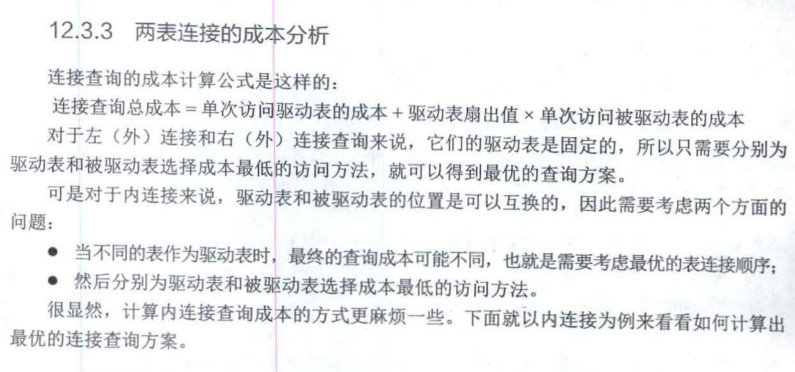 12.3.3 两表连接的成本分析
连接查询的成本计算公式是这样的：
连接查询总成本 = 单次访问驱动表的成本 + 驱动表扇出值 × 单次访问被驱动表的成本
对于左（外）连接和右（外）连接查询来说，它们的驱动表是固定的，所以只需要分别为
驱动表和被驱动表选择成本最低的访问方法，就可以得到最优的查询方案。
可是对于内连接来说，驱动表和被驱动表的位置是可以互换的，因此需要考虑两个方面的
问题：
● 当不同的表作为驱动表时，最终的查询成本可能不同，也就是需要考虑最优的表连接顺序；
● 然后分别为驱动表和被驱动表选择成本最低的访问方法。
很显然，计算内连接查询成本的方式更麻烦一些。下面就以内连接为例来看看如何计算出
最优的连接查询方案。